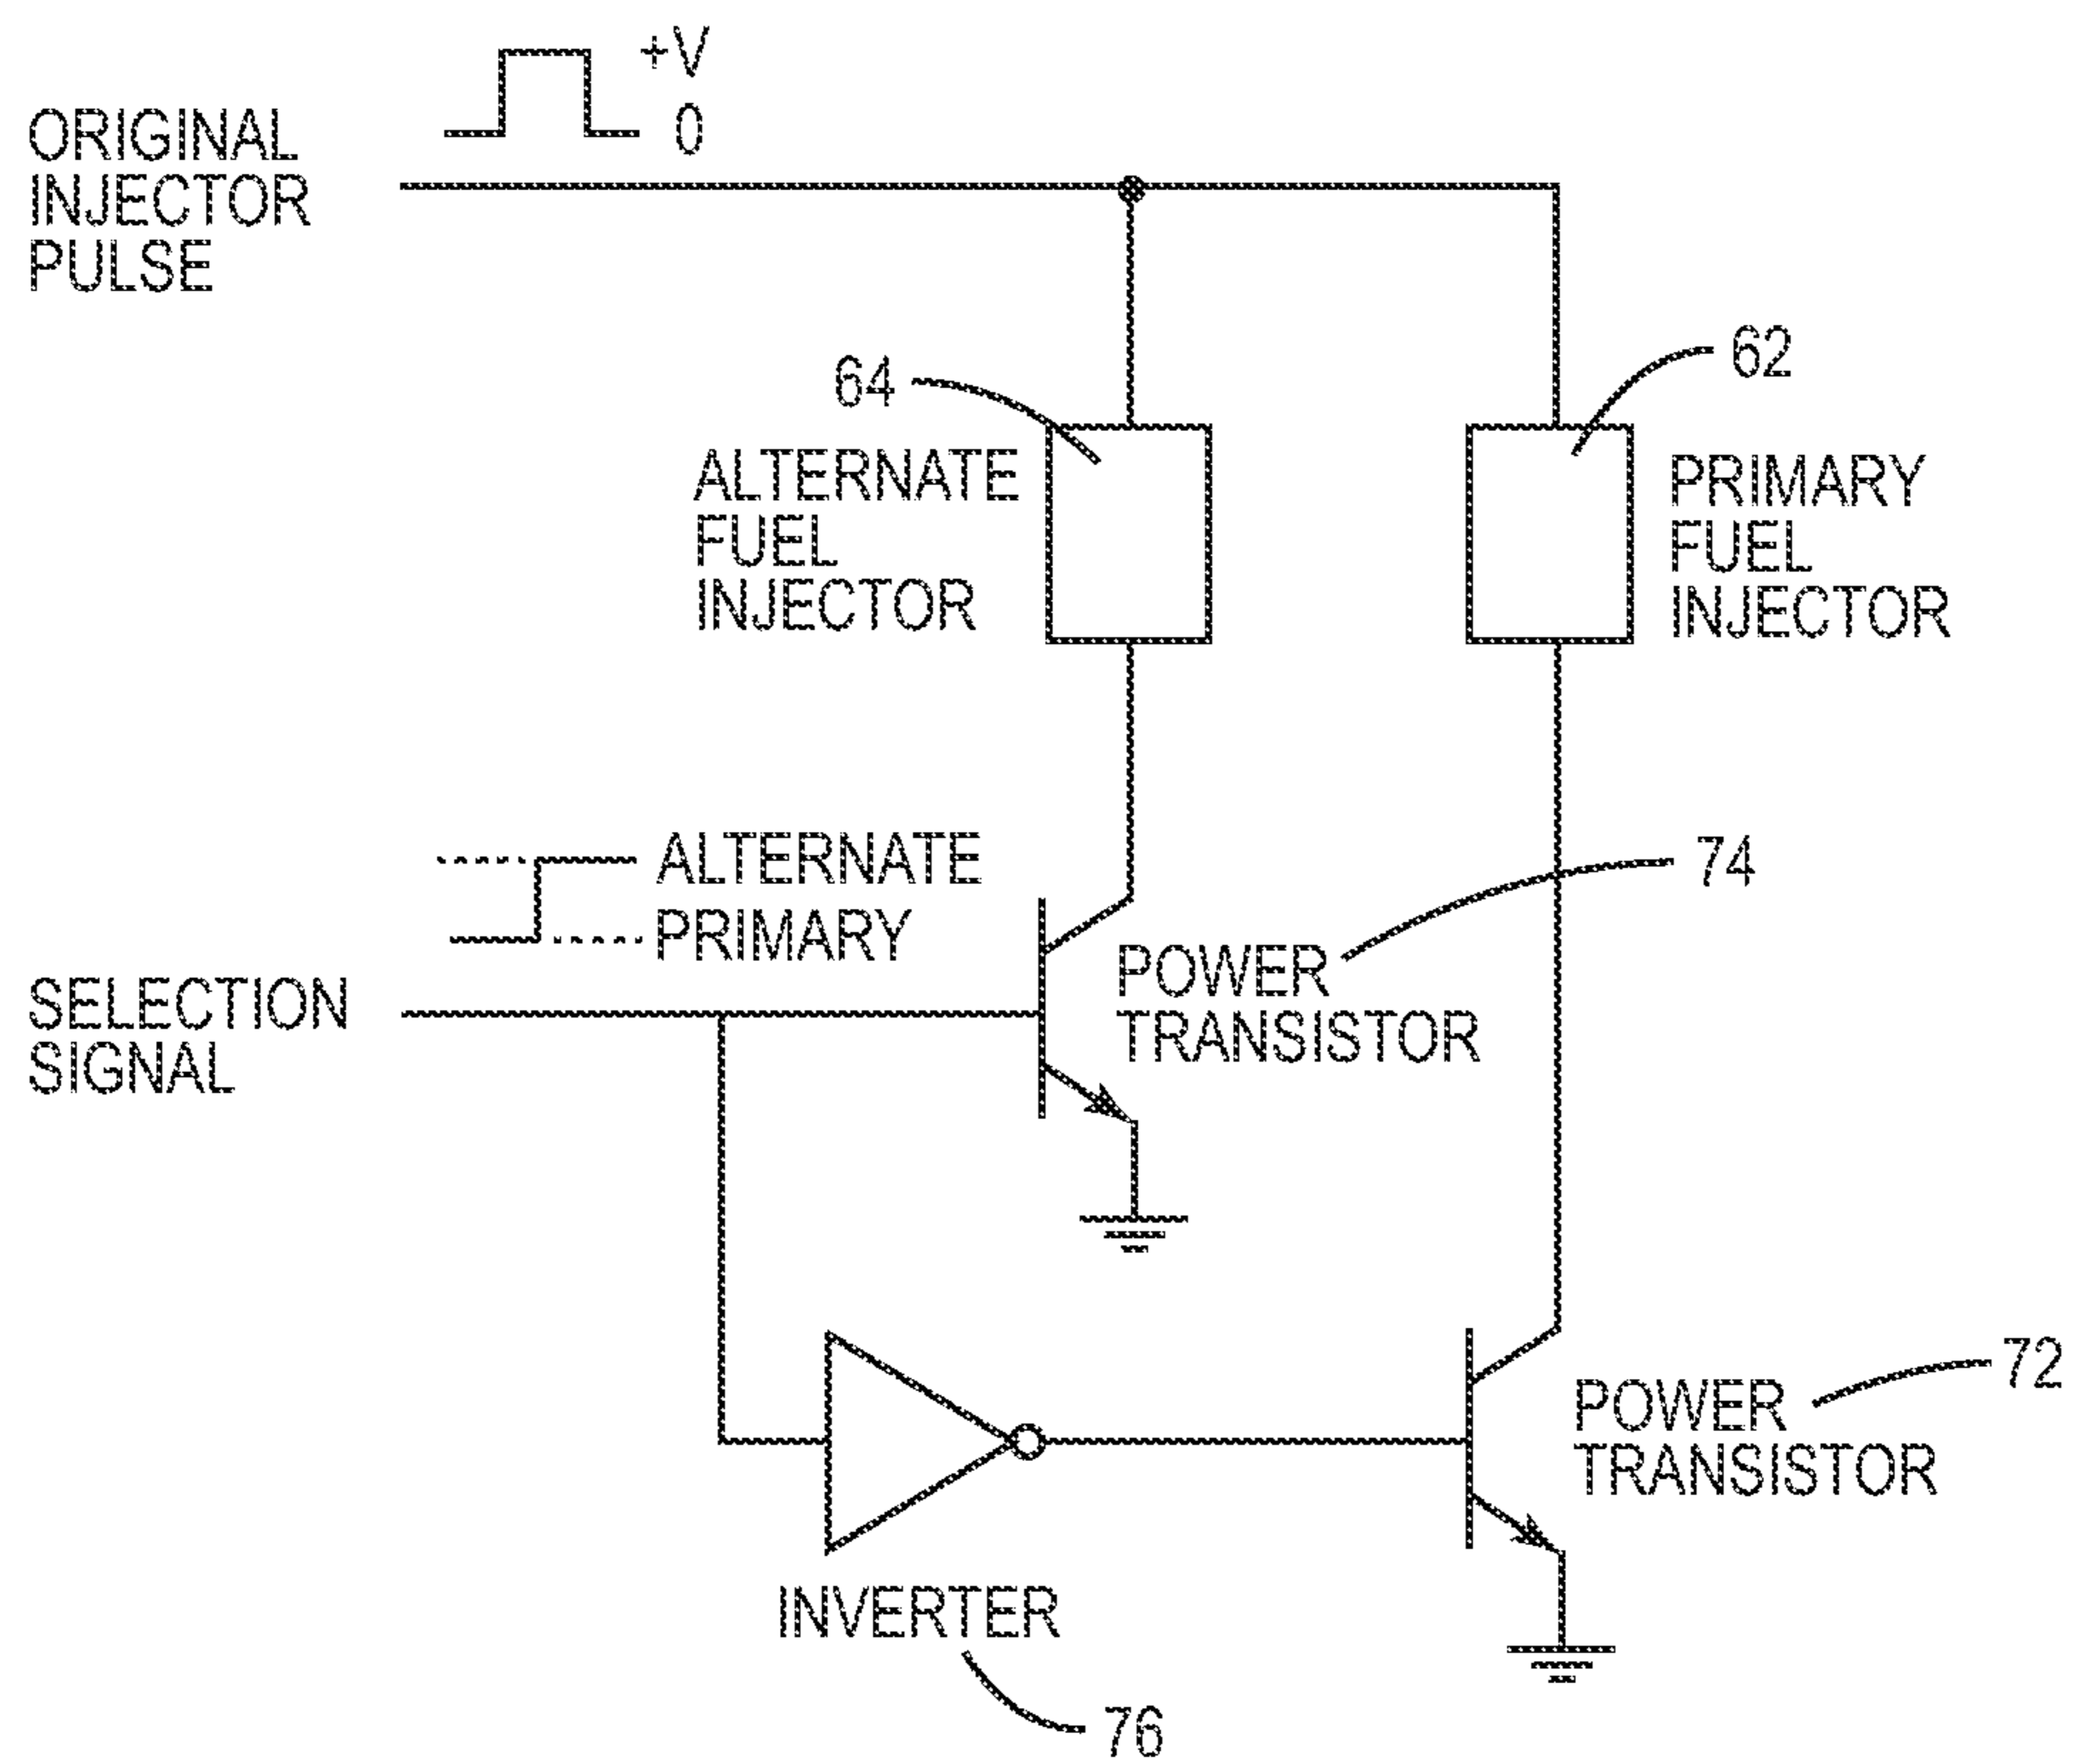 +V
0
ORIGINAL
INJECTOR
PULSE
64
62
ALTERNATE
FUEL
INJECTOR
PRIMARY
FUEL
INJECTOR
ALTERNATE
PRIMARY
74
SELECTION
SIGNAL
POWER
TRANSISTOR
72
POWER
TRANSISTOR
INVERTER
76